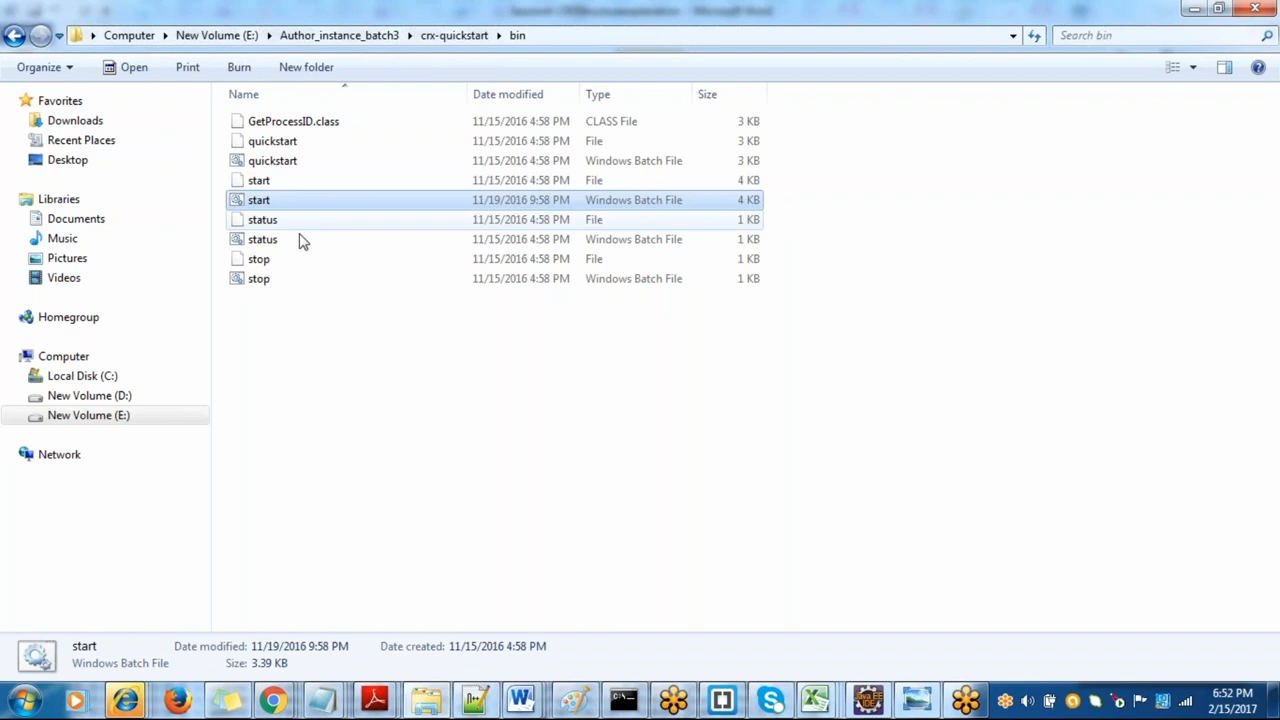 Computer New Volume (E:) Author_instance_batch3 crx-quickstart bin Search bin
Organize Open Print Burn New folder
Name Date modified Type Size
Favorites
Downloads
Recent Places
Desktop
Libraries
Documents
Music
Pictures
Videos
Homegroup
Computer
Local Disk (C:)
New Volume (D:)
New Volume (E:)
Network
GetProcessID.class 11/15/2016 4:58 PM CLASS File 3 KB
quickstart 11/15/2016 4:58 PM File 3 KB
quickstart 11/15/2016 4:58 PM Windows Batch File 3 KB
start 11/15/2016 4:58 PM File 4 KB
start 11/19/2016 9:58 PM Windows Batch File 4 KB
status 11/15/2016 4:58 PM File 1 KB
status 11/15/2016 4:58 PM Windows Batch File 1 KB
stop 11/15/2016 4:58 PM File 1 KB
stop 11/15/2016 4:58 PM Windows Batch File 1 KB
start Date modified: 11/19/2016 9:58 PM Date created: 11/15/2016 4:58 PM
Windows Batch File Size: 3.39 KB
6:52 PM
2/15/2017